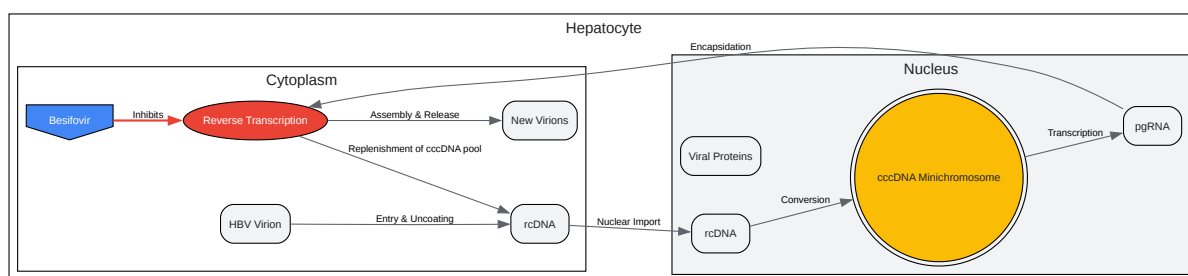 Hepatocyte
Cytoplasm
Nucleus
Encapsidation
Besifovir
Inhibits
Reverse Transcription
Assembly & Release
New Virions
Replenishment of cccDNA pool
HBV Virion
Entry & Uncoating
rcDNA
Nuclear Import
Viral Proteins
rcDNA
Conversion
cccDNA Minichromosome
Transcription
pgRNA